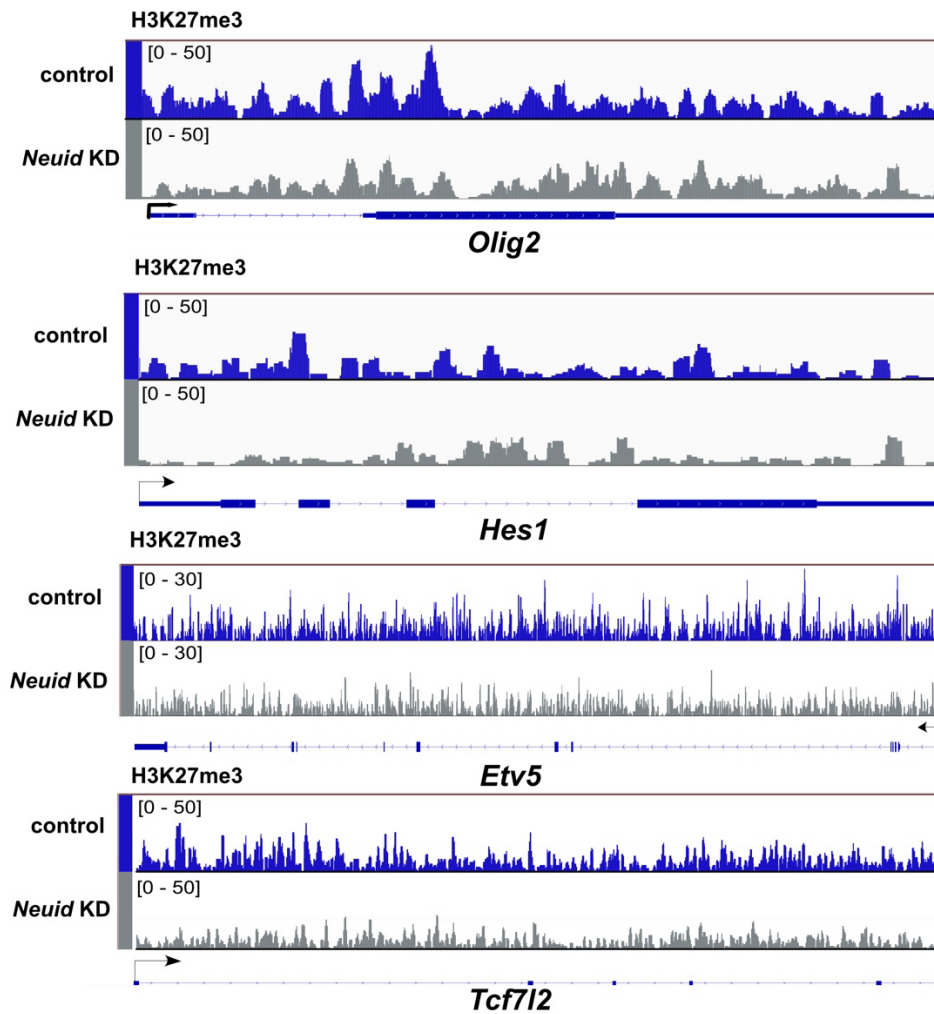 H3K27me3
control
[0 - 50]
Neuid KD
[0 - 50]
Olig2
H3K27me3
control
[0 - 50]
Neuid KD
[0 - 50]
Hes1
H3K27me3
control
[0 - 30]
Neuid KD
[0 - 30]
Etv5
H3K27me3
control
[0 - 50]
Neuid KD
[0 - 50]
Tcf7l2